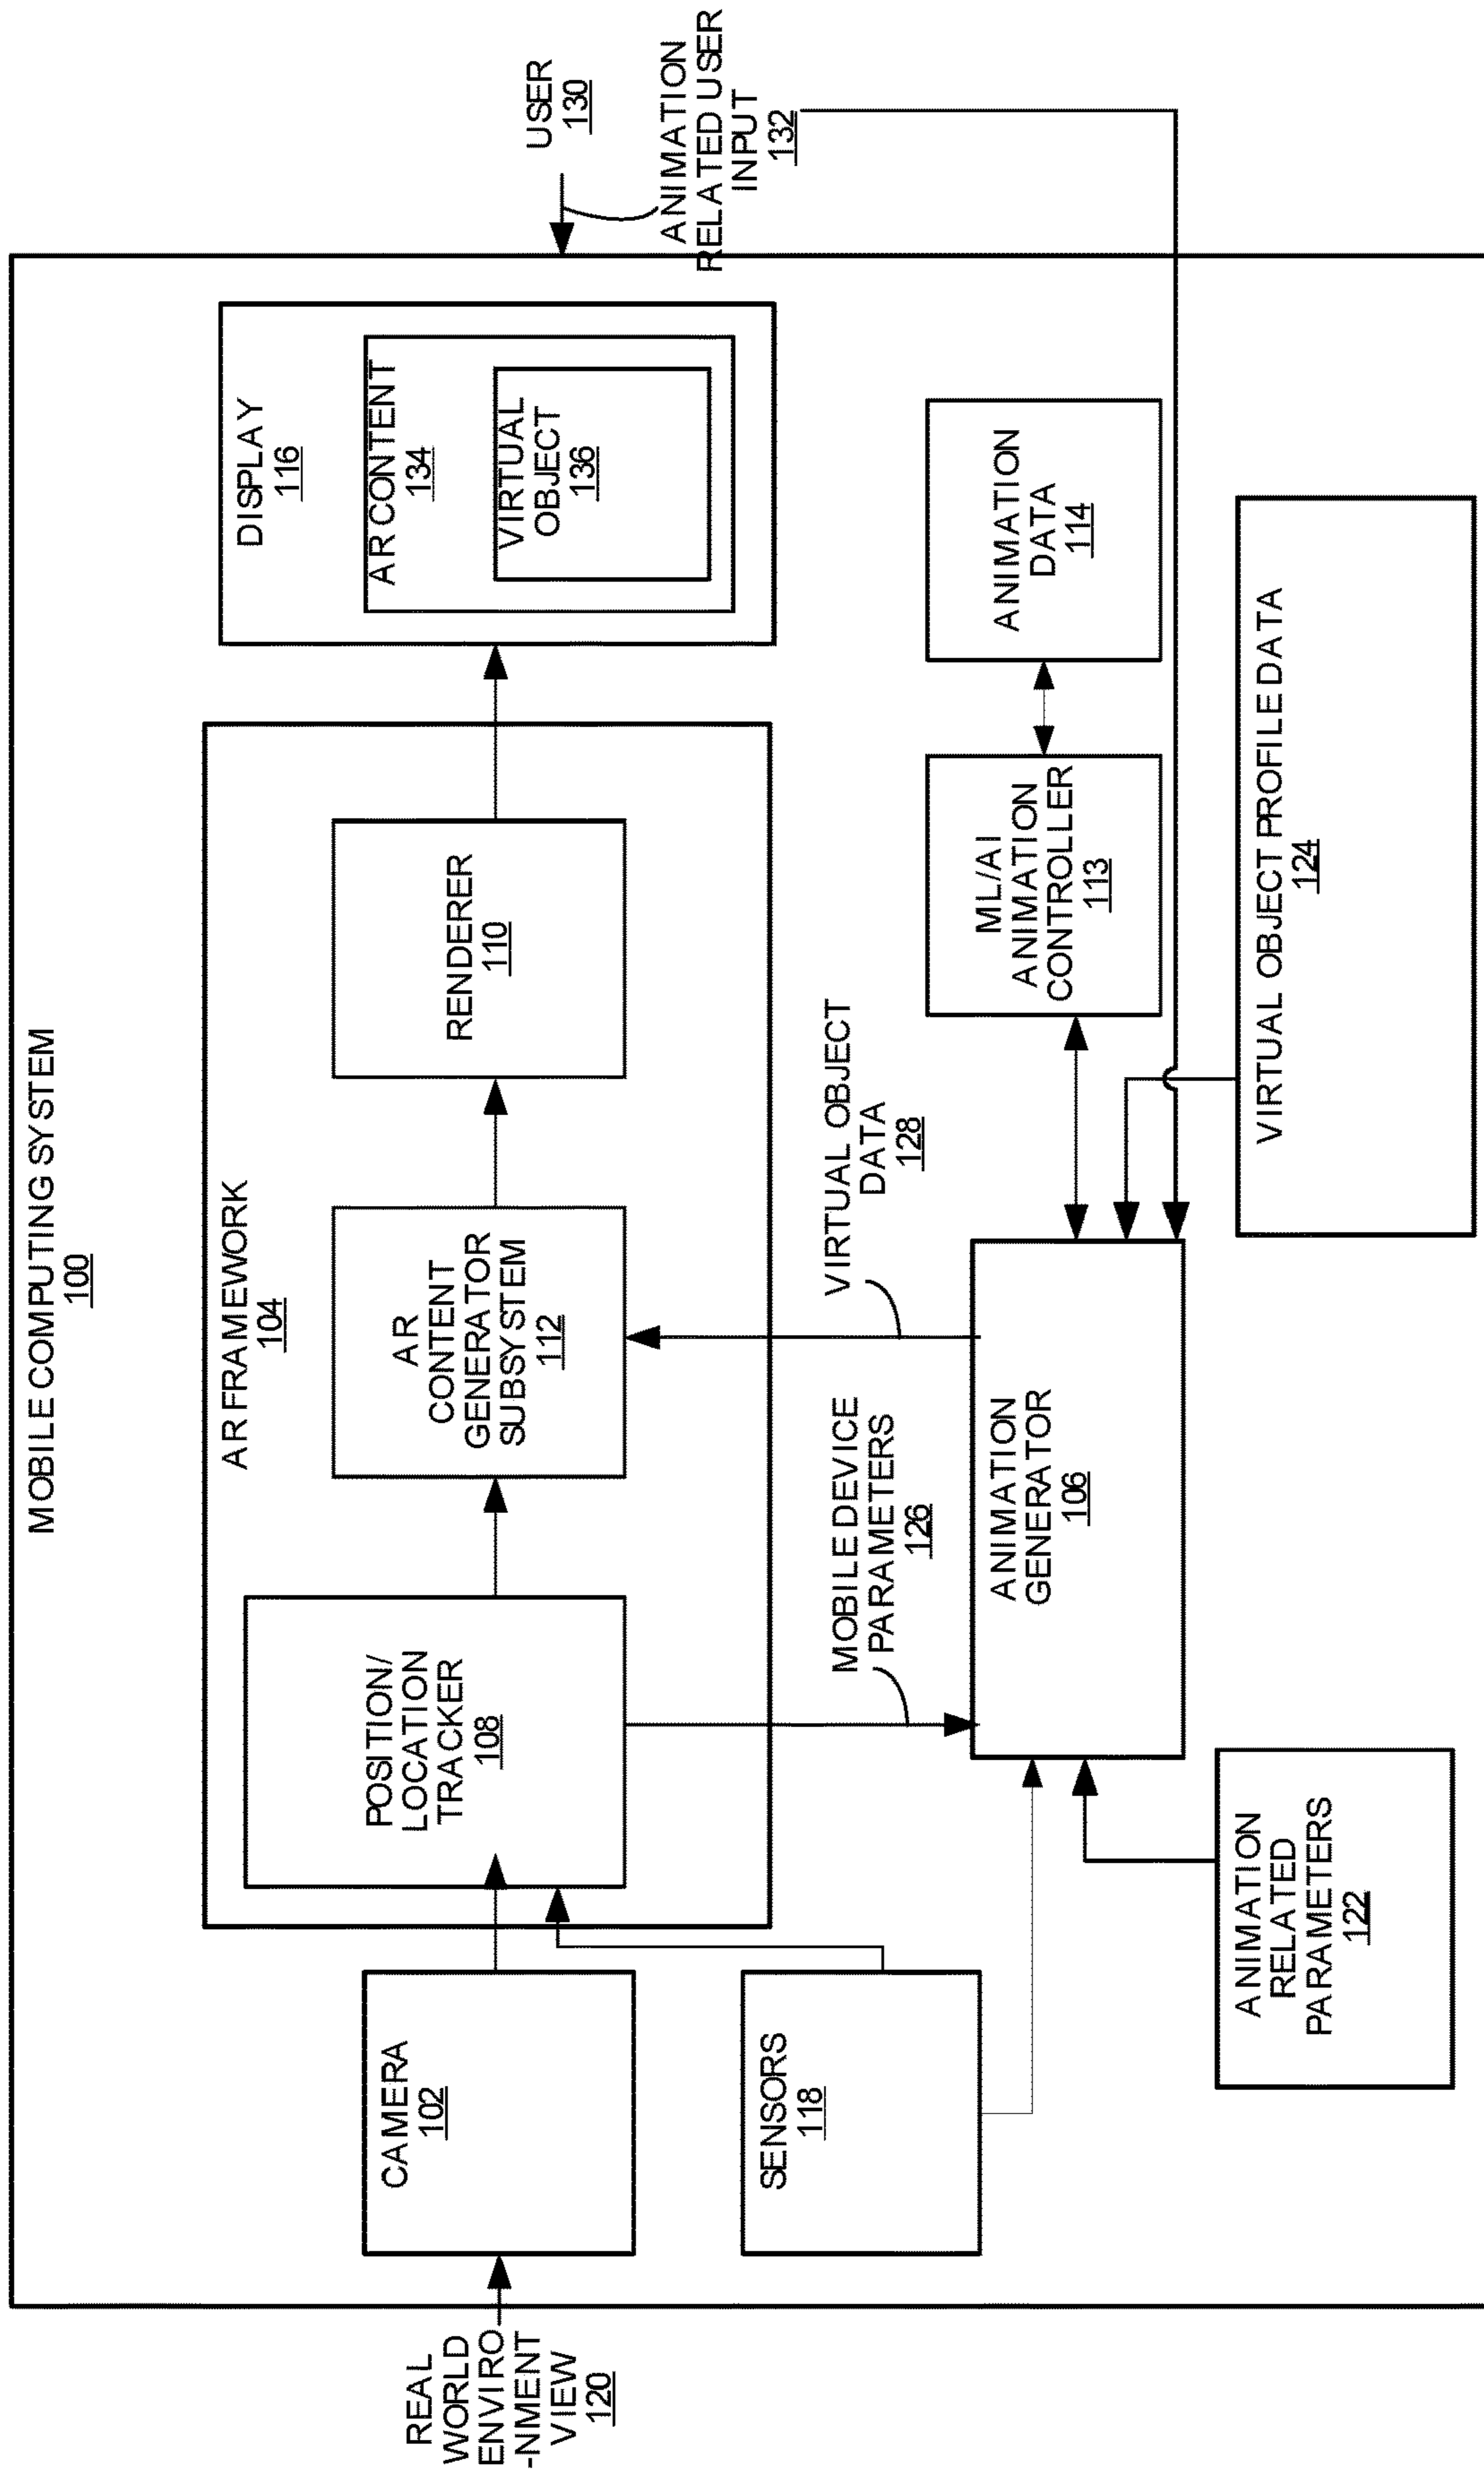 MOBILE COMPUTING SYSTEM
100
AR FRAMEWORK
104
DISPLAY
116
AR CONTENT
134
VIRTUAL
OBJECT
136
USER
130
ANIMATION
RELATED USER
INPUT
132
REAL
WORLD
ENVIRO
-NMENT
VIEW
120
CAMERA
102
POSITION/
LOCATION
TRACKER
108
AR
CONTENT
GENERATOR
SUBSYSTEM
112
RENDERER
110
SENSORS
118
MOBILE DEVICE
PARAMETERS
126
VIRTUAL OBJECT
DATA
128
ML/AI
ANIMATION
CONTROLLER
113
ANIMATION
DATA
114
ANIMATION
GENERATOR
106
ANIMATION
RELATED
PARAMETERS
122
VIRTUAL OBJECT PROFILE DATA
124